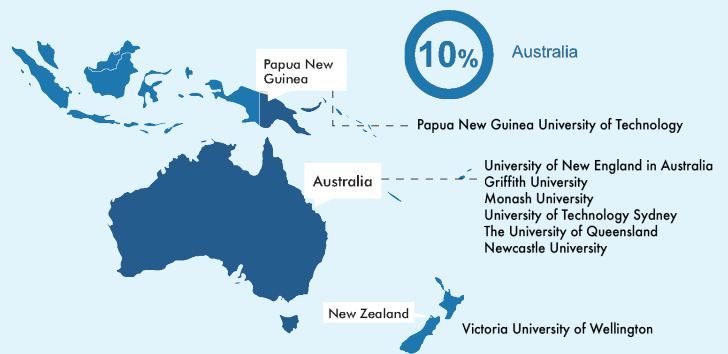 10% Australia
Papua New
Guinea
Papua New Guinea University of Technology
Australia
University of New England in Australia
Griffith University
Monash University
University of Technology Sydney
The University of Queensland
Newcastle University
New Zealand
Victoria University of Wellington